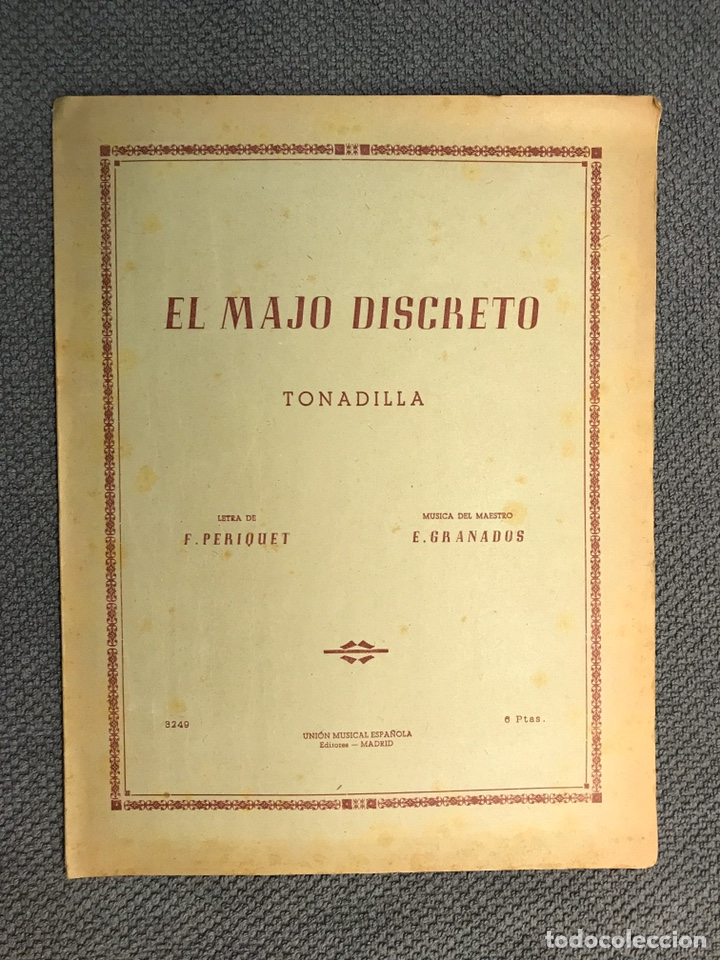 EL MAJO DISCRETO
TONADILLA
LETRA DE
F. PERIQUET
MUSICA DEL MAESTRO
E. GRANADOS
3249
6 Ptas.
UNIÓN MUSICAL ESPAÑOLA
Editores — MADRID
todocoleccion